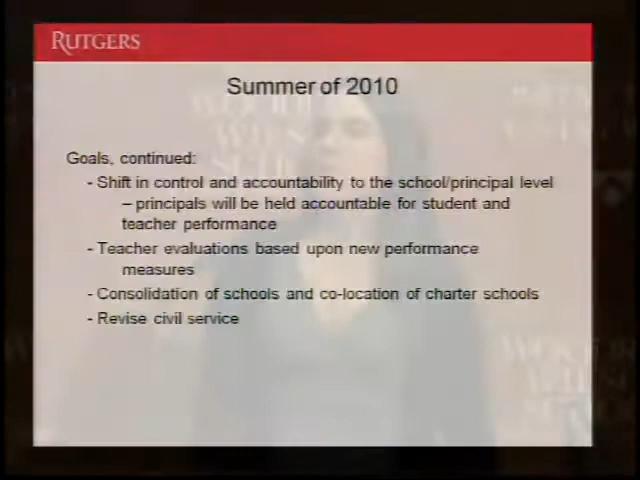 RUTGERS
Summer of 2010
Goals, continued:
- Shift in control and accountability to the school/principal level
– principals will be held accountable for student and
teacher performance
- Teacher evaluations based upon new performance
measures
- Consolidation of schools and co-location of charter schools
- Revise civil service